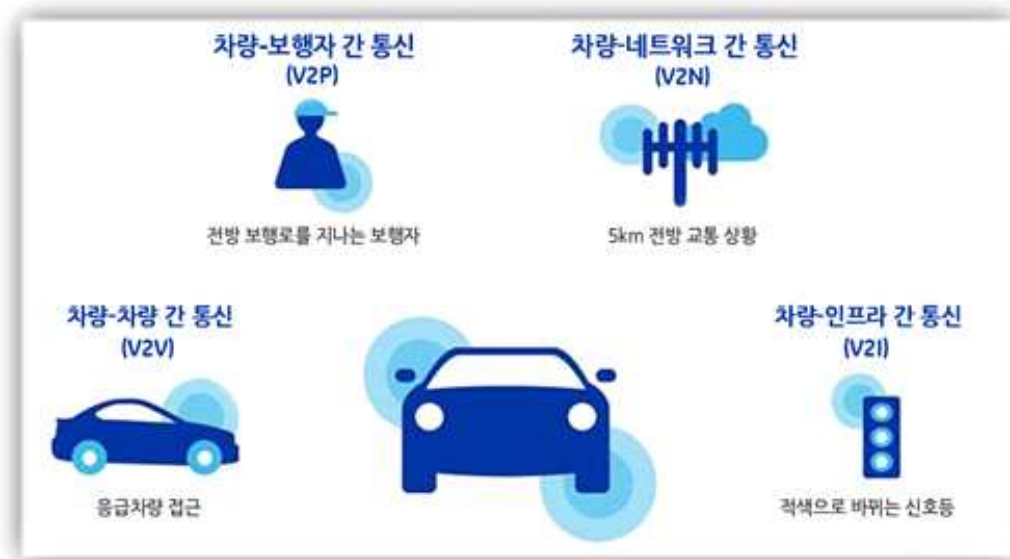 차량-보행자 간 통신
(V2P)
전방 보행로를 지나는 보행자
차량-네트워크 간 통신
(V2N)
5km 전방 교통 상황
차량-차량 간 통신
(V2V)
응급차량 접근
차량-인프라 간 통신
(V2I)
적색으로 바뀌는 신호등